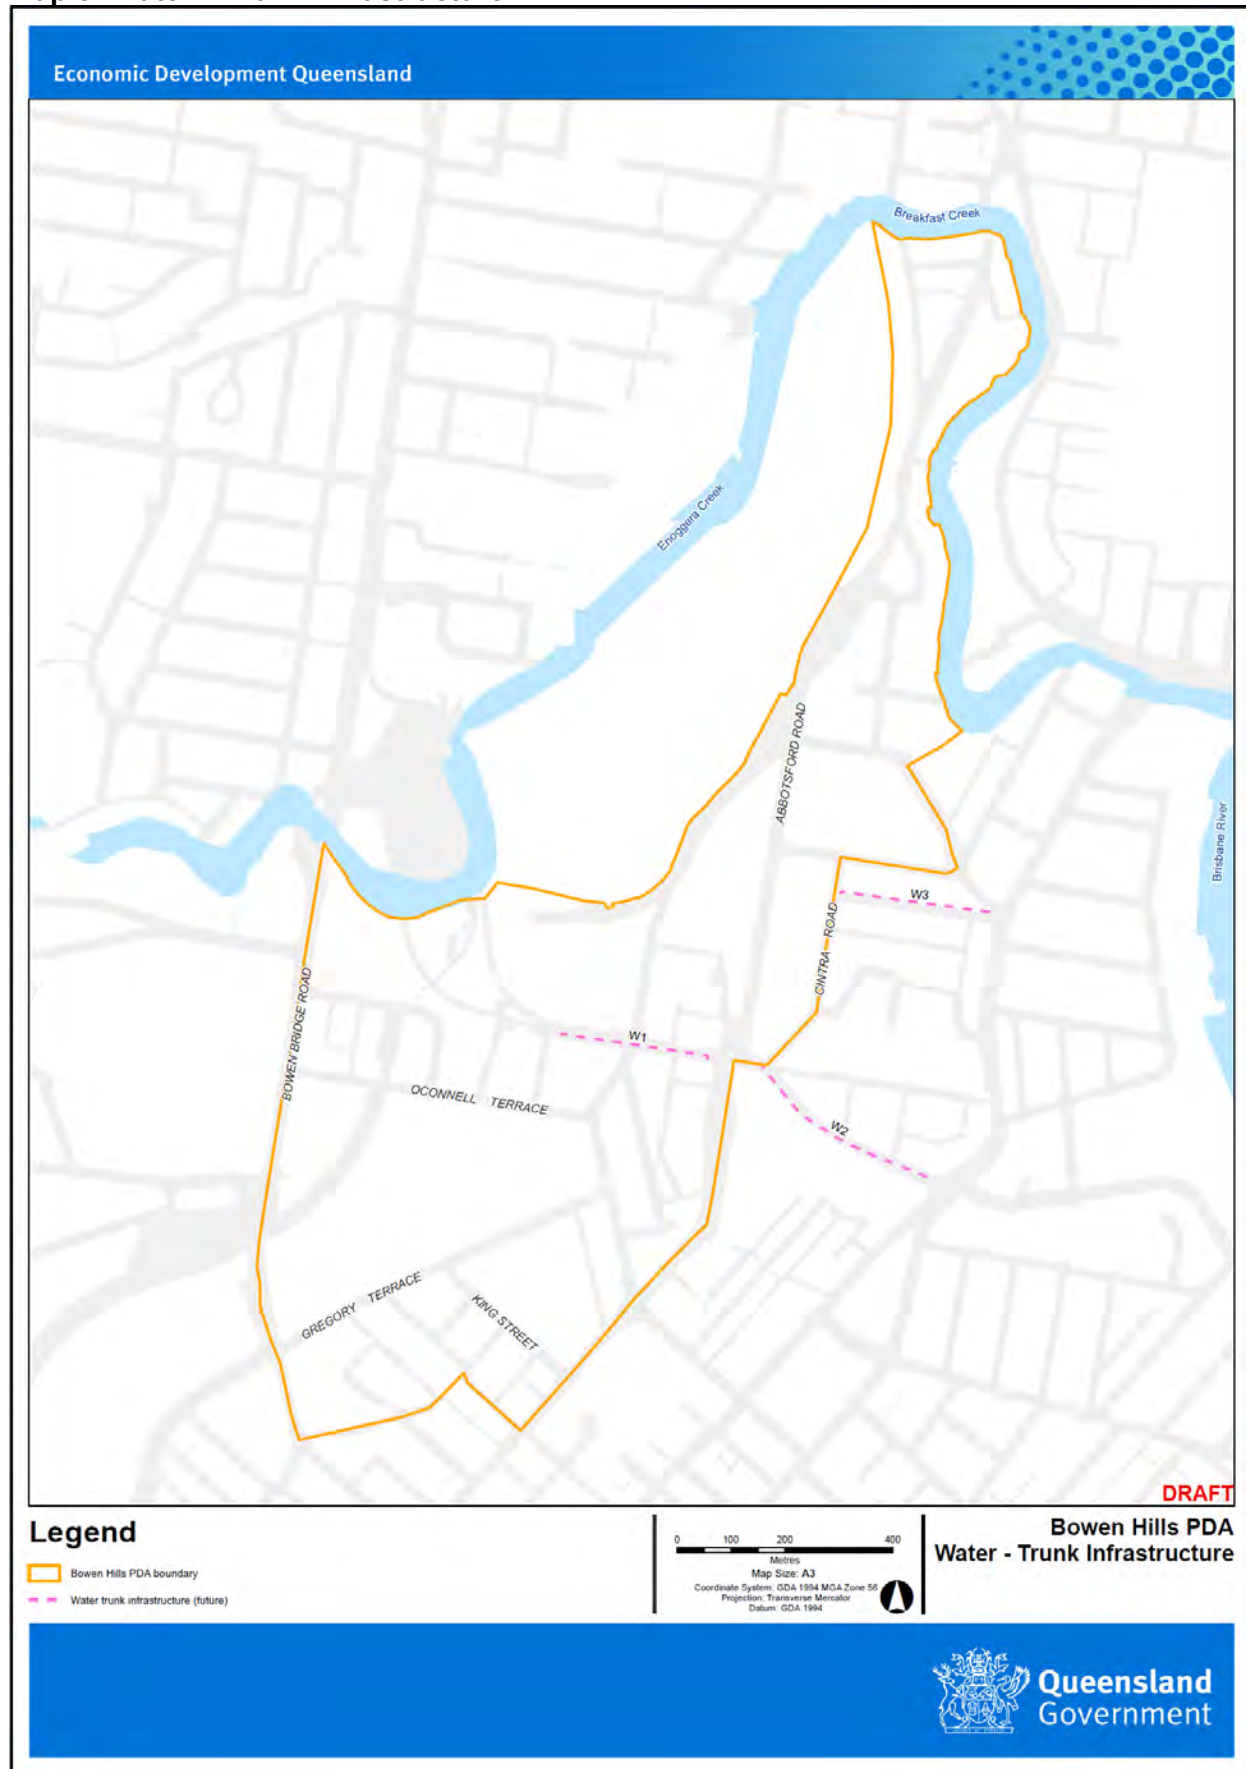 Economic Development Queensland
Breakfast Creek
Enoggera Creek
ABBOTSFORD ROAD
Brisbane River
W3
CINTRA ROAD
BOWEN BRIDGE ROAD
W1
OCONNELL TERRACE
W2
GREGORY TERRACE
KING STREET
DRAFT
Legend
Bowen Hills PDA boundary
Water trunk infrastructure (future)
0 100 200 400
Metres
Map Size: A3
Coordinate System: GDA 1994 MGA Zone 56
Projection: Transverse Mercator
Datum: GDA 1994
Bowen Hills PDA
Water - Trunk Infrastructure
Queensland
Government